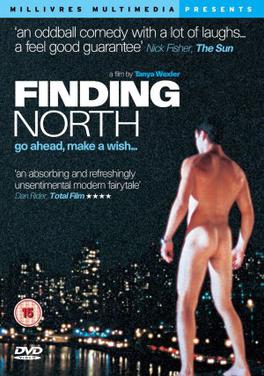 MILLIVRES MULTIMEDIA PRESENTS
'an oddball comedy with a lot of laughs...
a feel good guarantee' Nick Fisher, The Sun
a film by Tanya Wexler
FINDING
NORTH
go ahead, make a wish...
'an absorbing and refreshingly
unsentimental modern fairytale'
Dan Rider, Total Film ★★★★
15
DVD
VIDEO